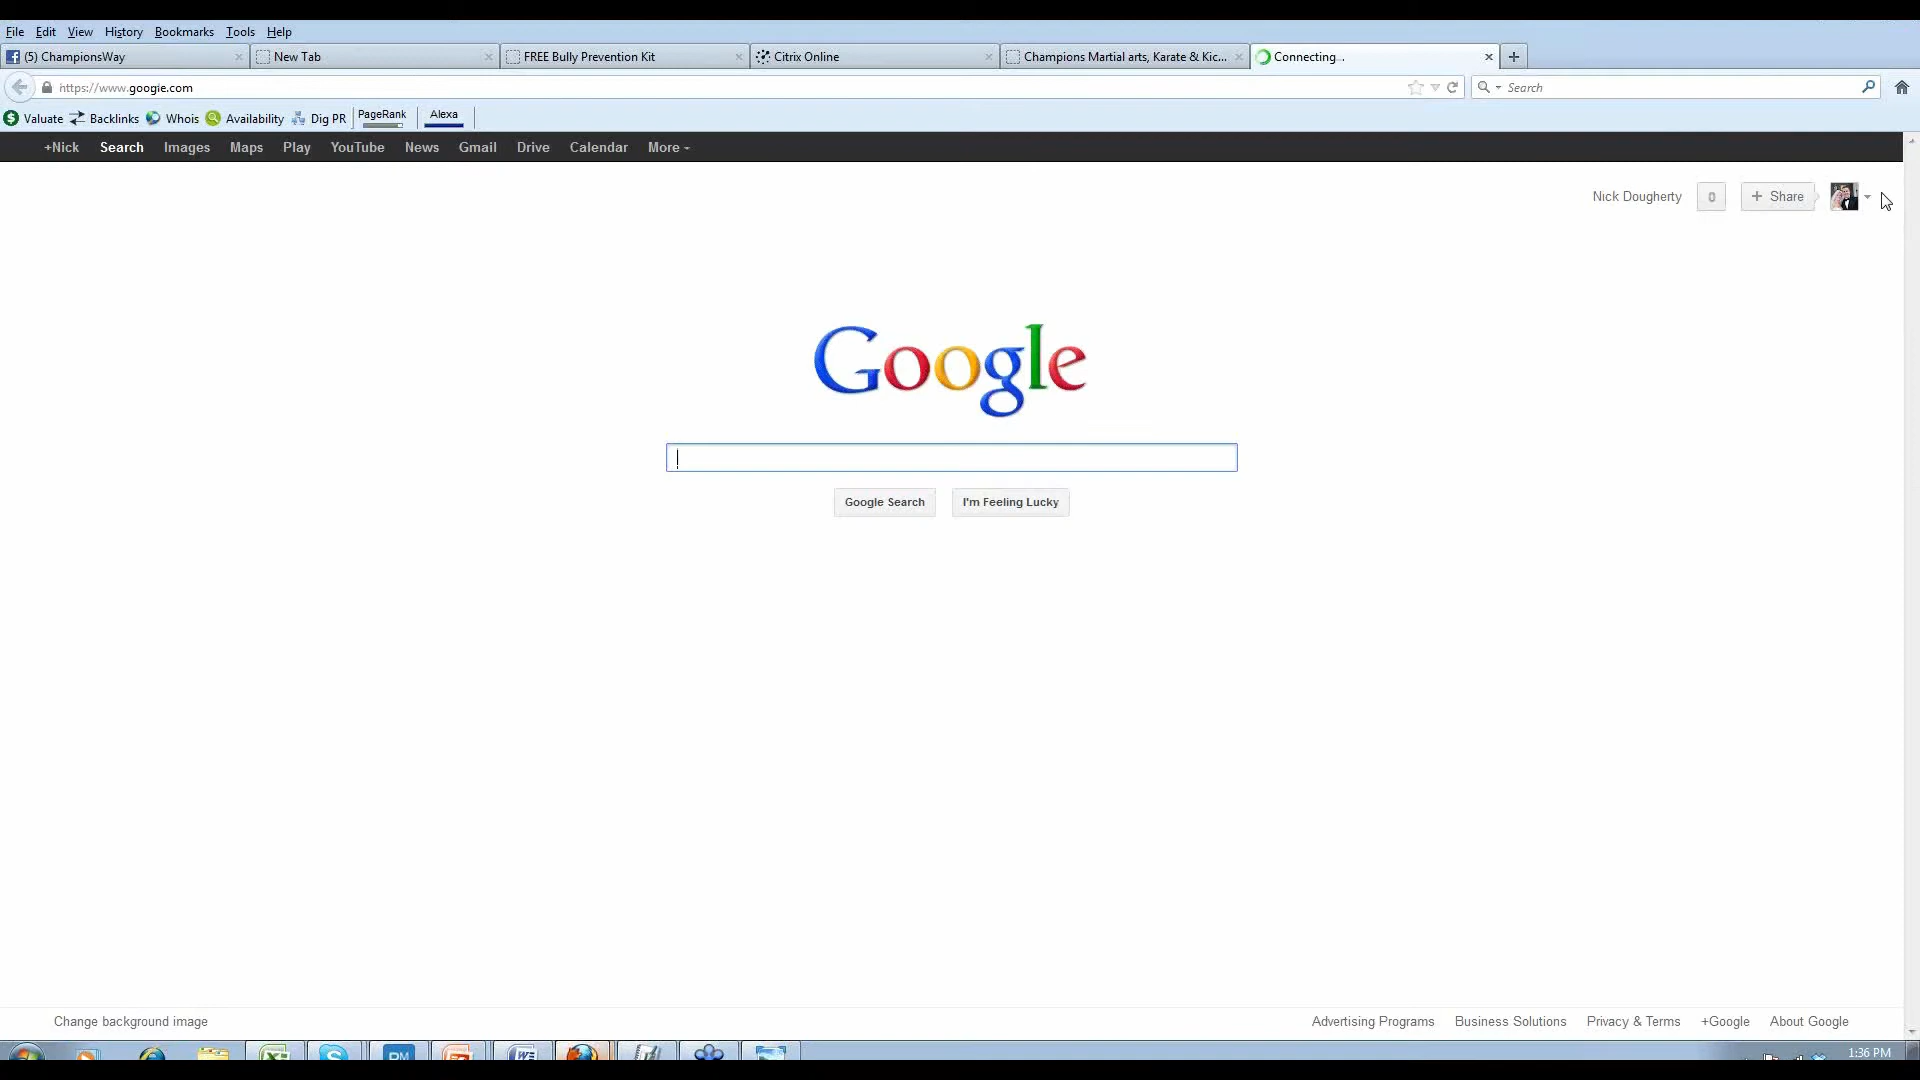 File Edit View History Bookmarks Tools Help
(5) ChampionsWay New Tab FREE Bully Prevention Kit Citrix Online Champions Martial arts, Karate & Kic... Connecting...
https://www.google.com Search
Valuate Backlinks Whois Availability Dig PR PageRank Alexa
+Nick Search Images Maps Play YouTube News Gmail Drive Calendar More
Nick Dougherty 0 + Share
Google
Google Search I'm Feeling Lucky
Change background image Advertising Programs Business Solutions Privacy & Terms +Google About Google
1:36 PM